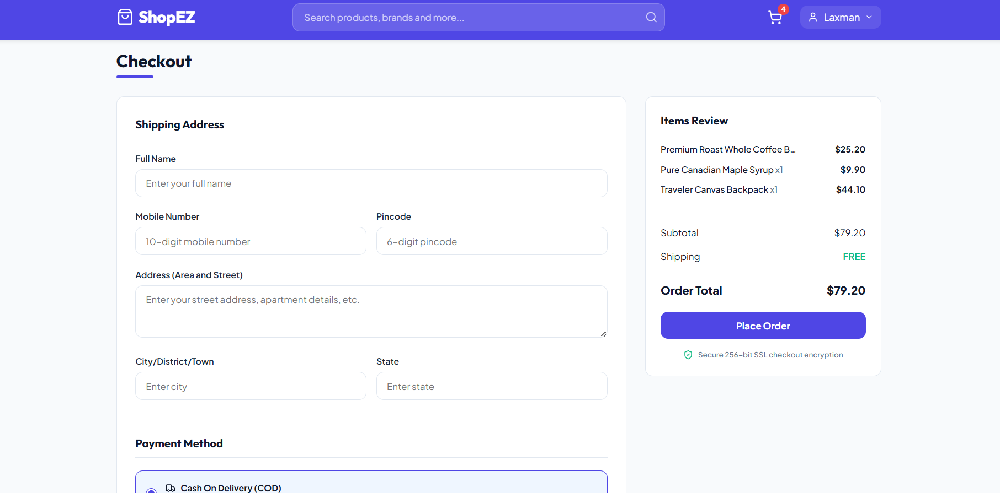 ShopEZ
Search products, brands and more...
4
Laxman
Checkout
Shipping Address
Full Name
Enter your full name
Mobile Number
Pincode
10-digit mobile number
6-digit pincode
Address (Area and Street)
Enter your street address, apartment details, etc.
City/District/Town
State
Enter city
Enter state
Payment Method
Cash On Delivery (COD)
Items Review
Premium Roast Whole Coffee B... $25.20
Pure Canadian Maple Syrup x1 $9.90
Traveler Canvas Backpack x1 $44.10
Subtotal $79.20
Shipping FREE
Order Total $79.20
Place Order
Secure 256-bit SSL checkout encryption